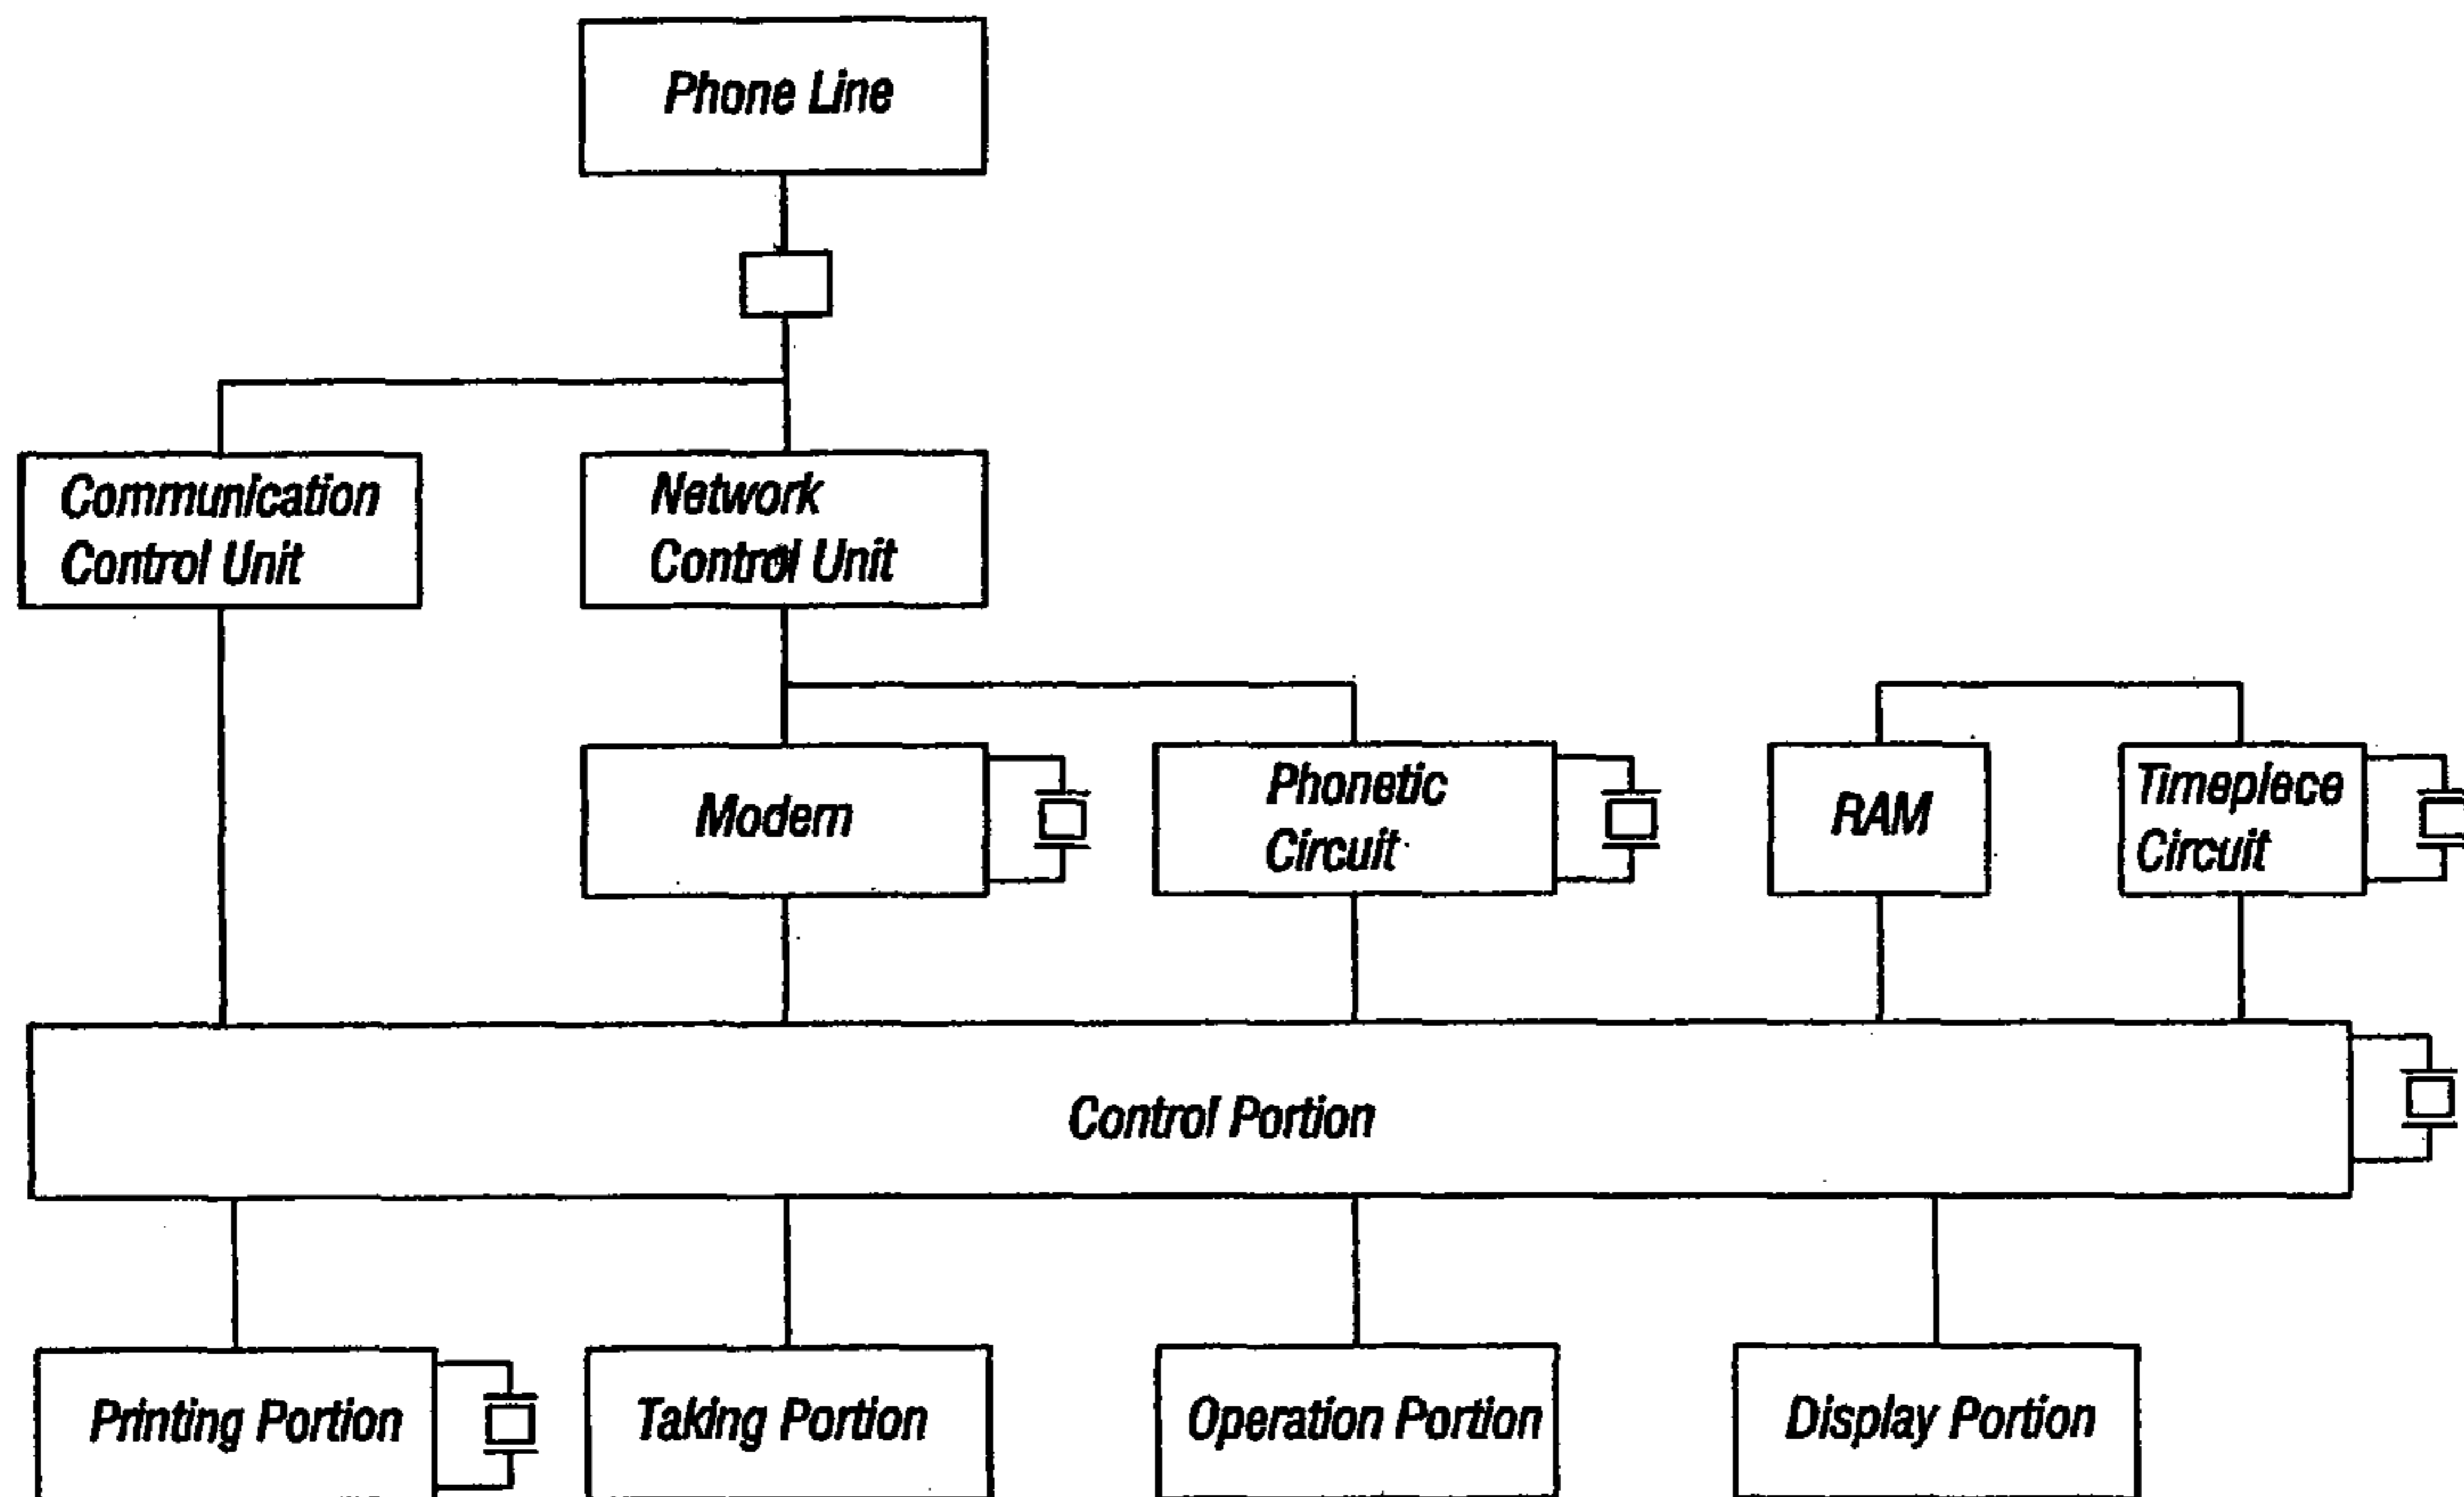 Phone Line
Communication
Control Unit
Network
Control Unit
Modem
Phonetic
Circuit
RAM
Timepiece
Circuit
Control Portion
Printing Portion
Taking Portion
Operation Portion
Display Portion